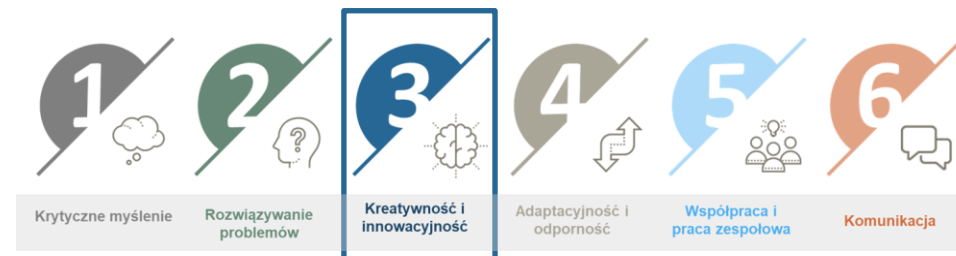 1
2
3
4
5
6
?
Krytyczne myślenie
Rozwiązywanie
problemów
Kreatywność i
innowacyjność
Adaptacyjność i
odporność
Współpraca i
praca zespołowa
Komunikacja